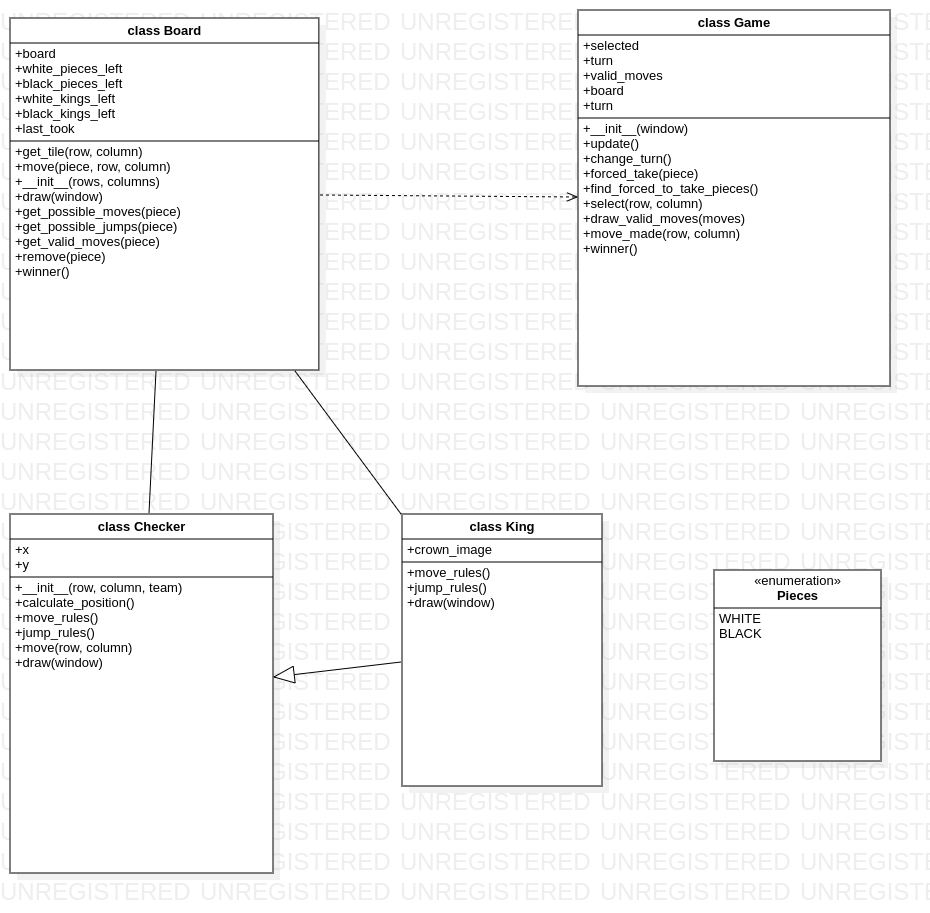 class Board
+board
+white_pieces_left
+black_pieces_left
+white_kings_left
+black_kings_left
+last_took
+get_tile(row, column)
+move(piece, row, column)
+__init__(rows, columns)
+draw(window)
+get_possible_moves(piece)
+get_possible_jumps(piece)
+get_valid_moves(piece)
+remove(piece)
+winner()
class Game
+selected
+turn
+valid_moves
+board
+turn
+__init__(window)
+update()
+change_turn()
+forced_take(piece)
+find_forced_to_take_pieces()
+select(row, column)
+draw_valid_moves(moves)
+move_made(row, column)
+winner()
class Checker
+x
+y
+__init__(row, column, team)
+calculate_position()
+move_rules()
+jump_rules()
+move(row, column)
+draw(window)
class King
+crown_image
+move_rules()
+jump_rules()
+draw(window)
«enumeration»
Pieces
WHITE
BLACK
UNREGISTERED